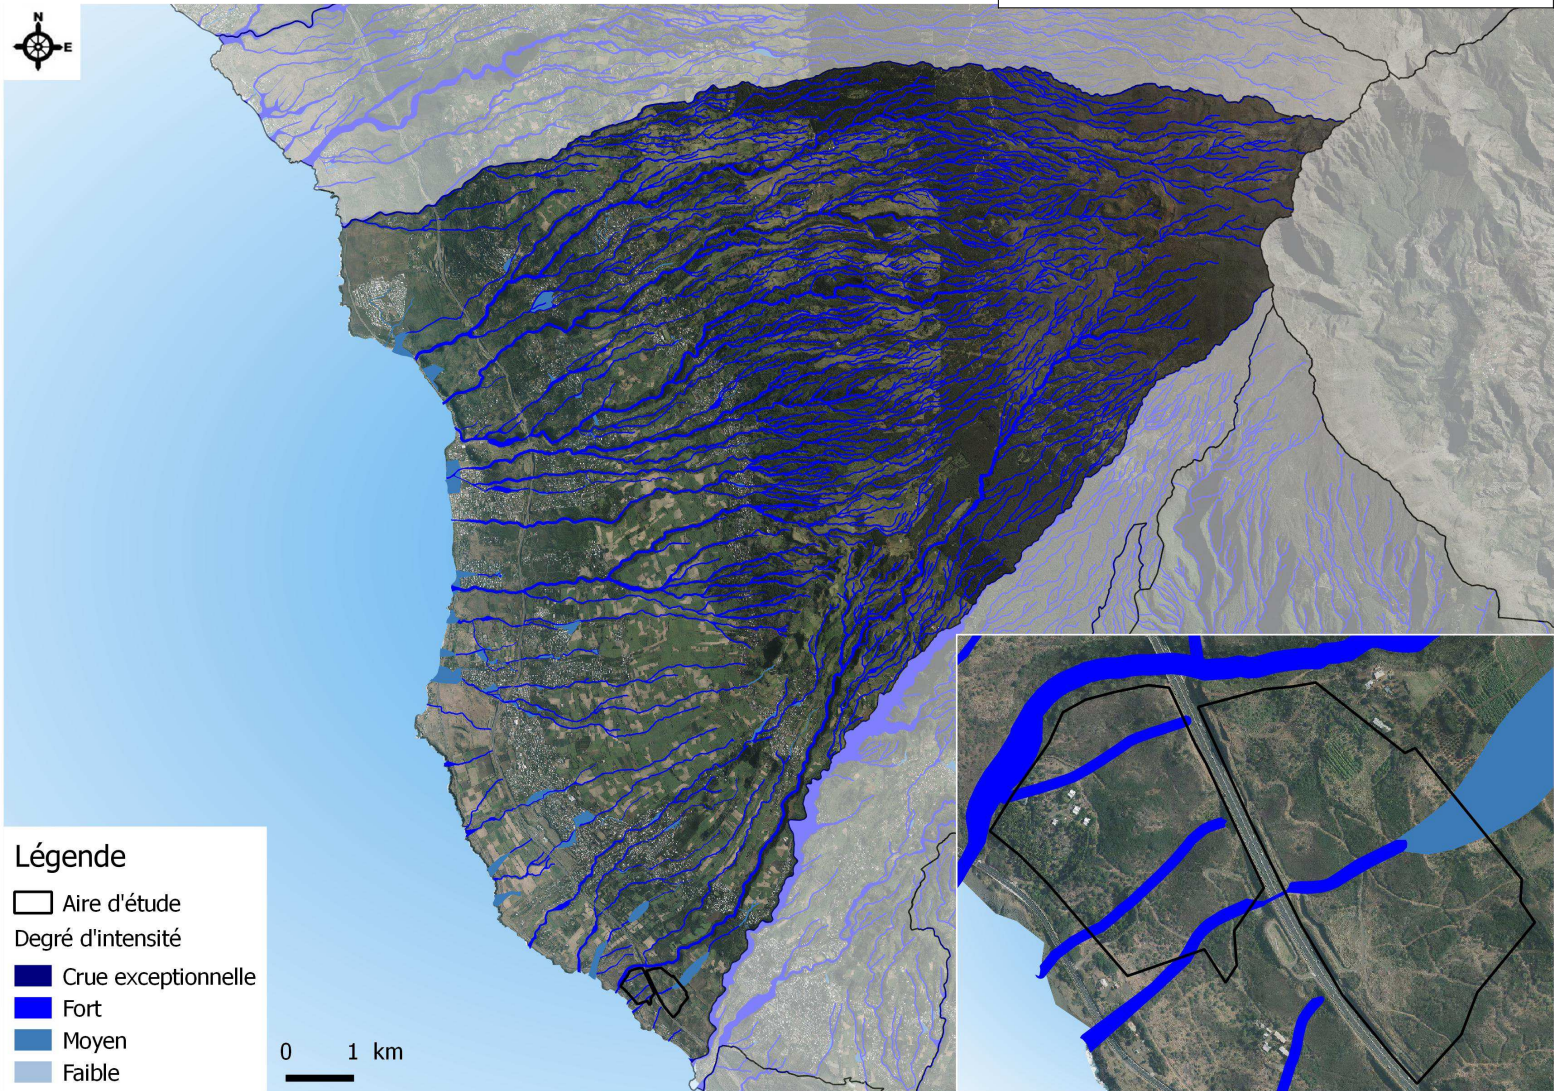 N
E
Légende
Aire d'étude
Degré d'intensité
Crue exceptionnelle
Fort
Moyen
Faible
0 1 km